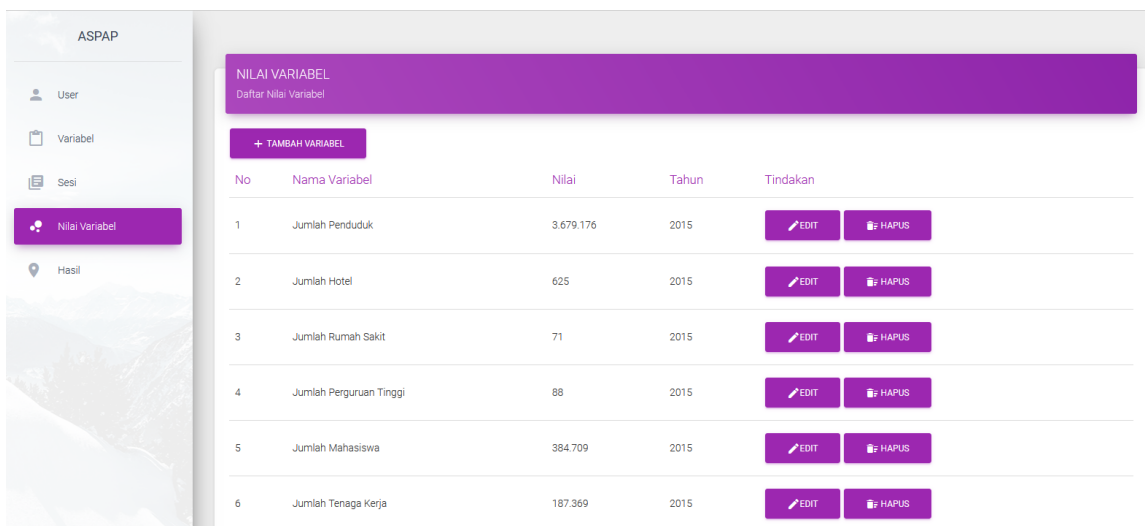 ASPAP
User
Variabel
Sesi
Nilai Variabel
Hasil
NILAI VARIABEL
Daftar Nilai Variabel
+ TAMBAH VARIABEL
No Nama Variabel Nilai Tahun Tindakan
1 Jumlah Penduduk 3.679.176 2015 EDIT HAPUS
2 Jumlah Hotel 625 2015 EDIT HAPUS
3 Jumlah Rumah Sakit 71 2015 EDIT HAPUS
4 Jumlah Perguruan Tinggi 88 2015 EDIT HAPUS
5 Jumlah Mahasiswa 384.709 2015 EDIT HAPUS
6 Jumlah Tenaga Kerja 187.369 2015 EDIT HAPUS